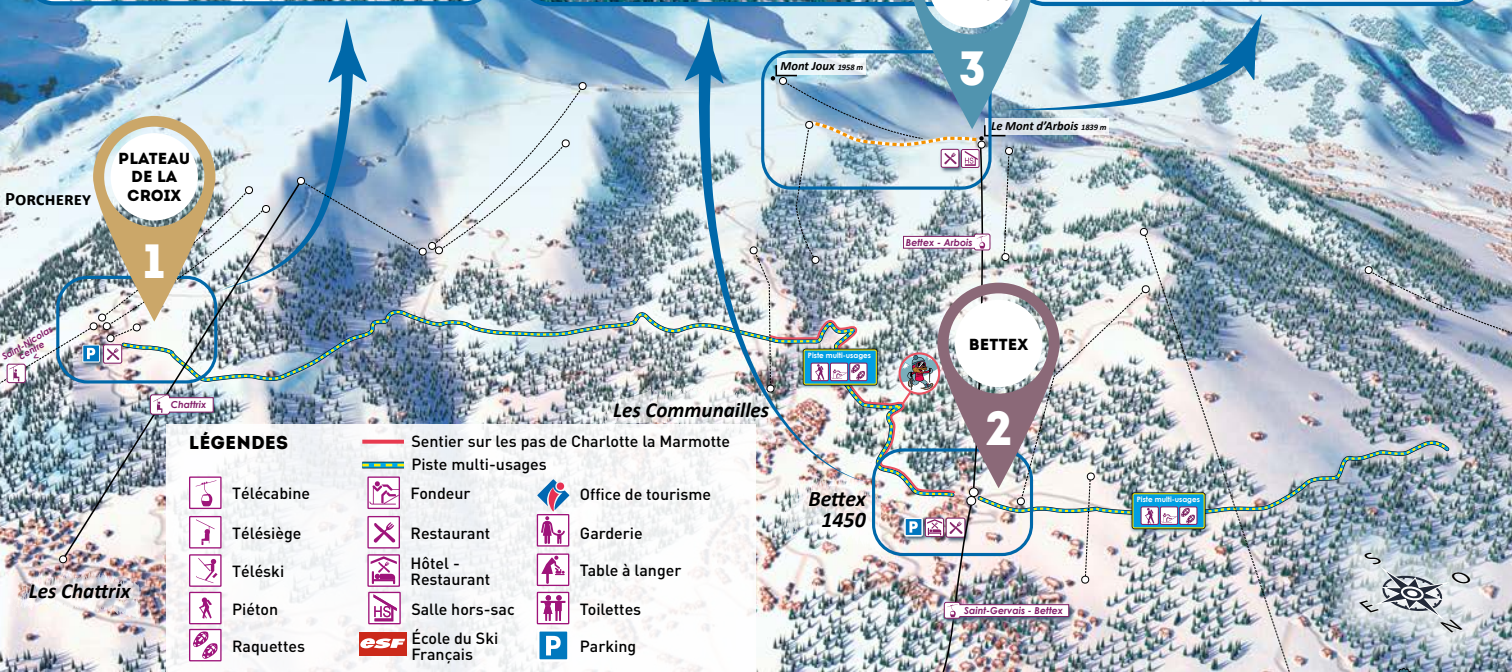 Mont Joux 1958 m
3
Le Mont d'Arbois 1839 m
HS
PLATEAU
DE LA
CROIX
PORCHEREY
1
Bettex - Arbois
Saint-Nicolas
Centre
P
BETTEX
Piste multi-usages
Chattrix
Les Communailles
2
Bettex
1450
P
Piste multi-usages
Les Chattrix
Saint-Gervais - Bettex
S
O
E
N
LÉGENDES
Sentier sur les pas de Charlotte la Marmotte
Piste multi-usages
Télécabine
Télésiège
Téléski
Piéton
Raquettes
Fondeur
Restaurant
Hôtel -
Restaurant
HS
Salle hors-sac
esf
École du Ski
Français
Office de tourisme
Garderie
Table à langer
Toilettes
P
Parking